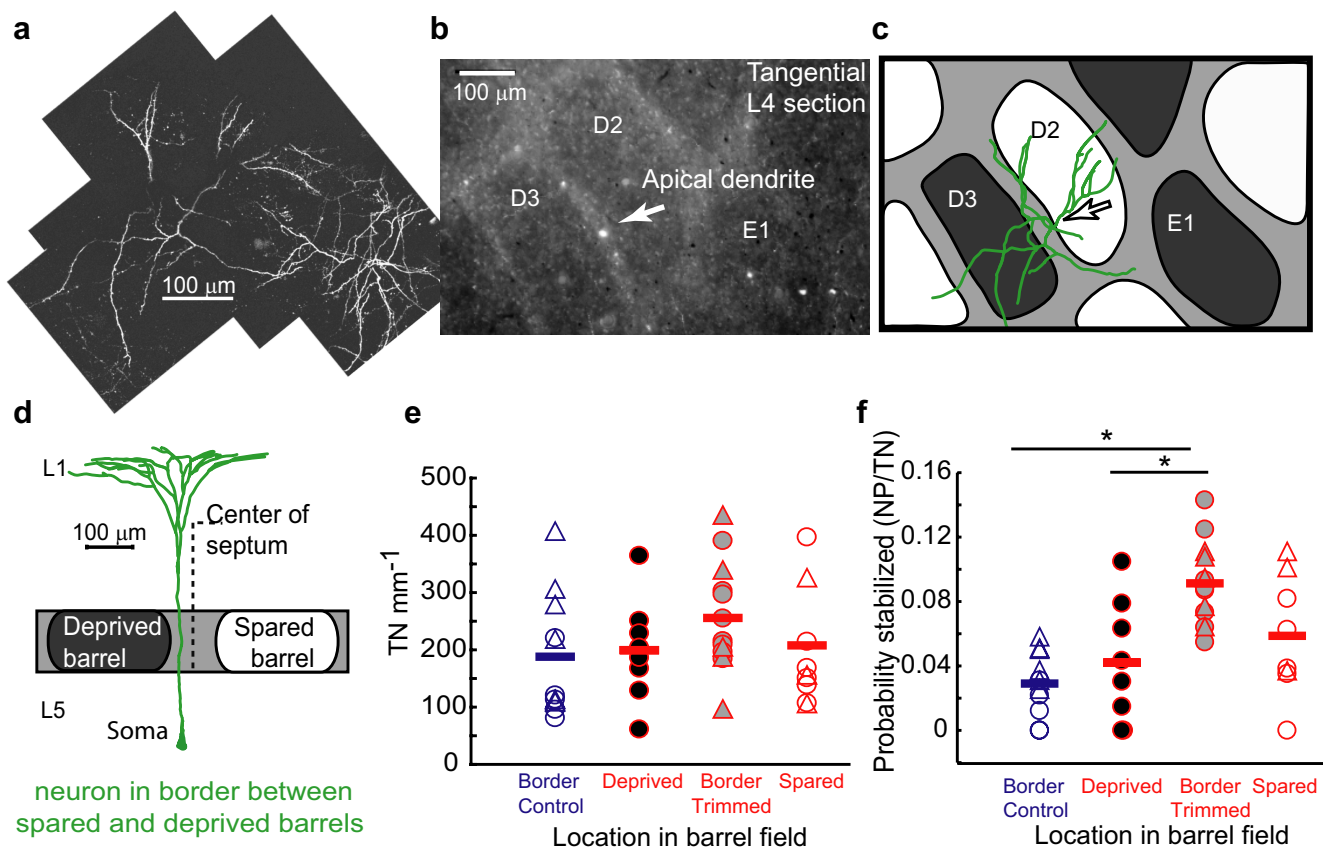 a
100 μm
b
100 μm
Tangential
L4 section
D2
D3
Apical dendrite
E1
c
D2
D3
E1
d
L1
100 μm
Center of
septum
Deprived
barrel
Spared
barrel
L5
Soma
neuron in border between
spared and deprived barrels
e
TN mm⁻¹
500
400
300
200
100
0
Border
Control
Deprived
Border
Trimmed
Spared
Location in barrel field
f
Probability stabilized (NP/TN)
*
*
0.16
0.12
0.08
0.04
0
Border
Control
Deprived
Border
Trimmed
Spared
Location in barrel field